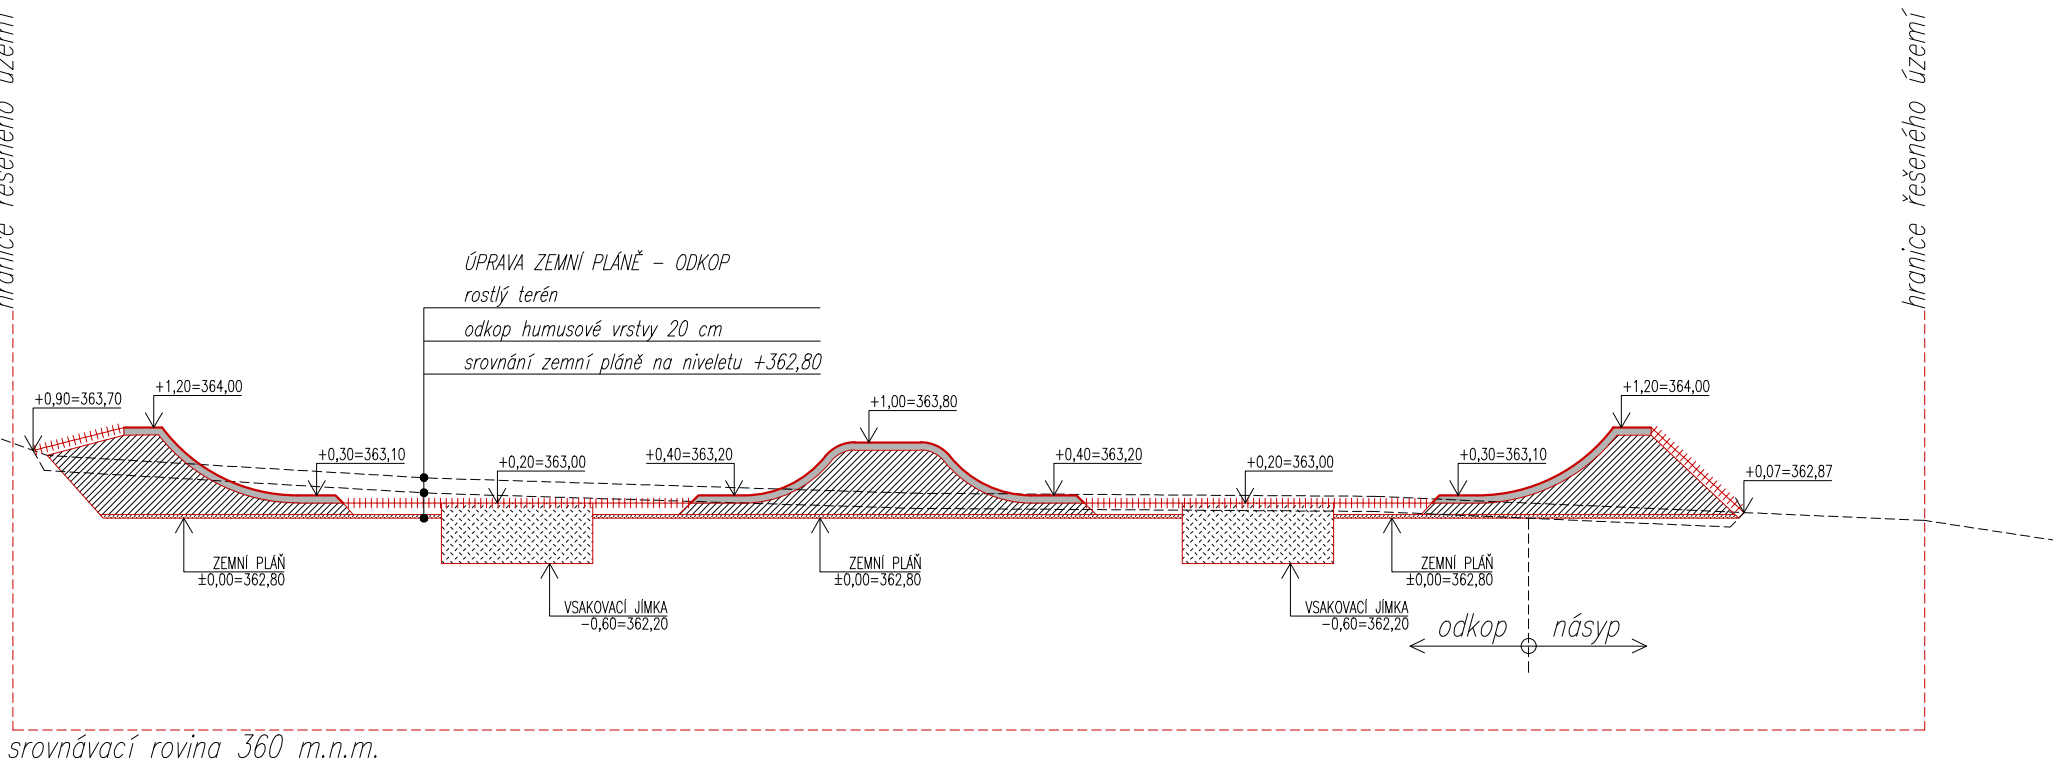 hranice řešeného území
hranice řešeného území
ÚPRAVA ZEMNÍ PLÁNĚ – ODKOP
rostlý terén
odkop humusové vrstvy 20 cm
srovnání zemní pláně na niveletu +362,80
+0,90=363,70
+1,20=364,00
+0,30=363,10
+0,20=363,00
+0,40=363,20
+1,00=363,80
+0,40=363,20
+0,20=363,00
+0,30=363,10
+1,20=364,00
+0,07=362,87
ZEMNÍ PLÁŇ
±0,00=362,80
VSAKOVACÍ JÍMKA
−0,60=362,20
ZEMNÍ PLÁŇ
±0,00=362,80
VSAKOVACÍ JÍMKA
−0,60=362,20
ZEMNÍ PLÁŇ
±0,00=362,80
odkop násyp
srovnávací rovina 360 m.n.m.